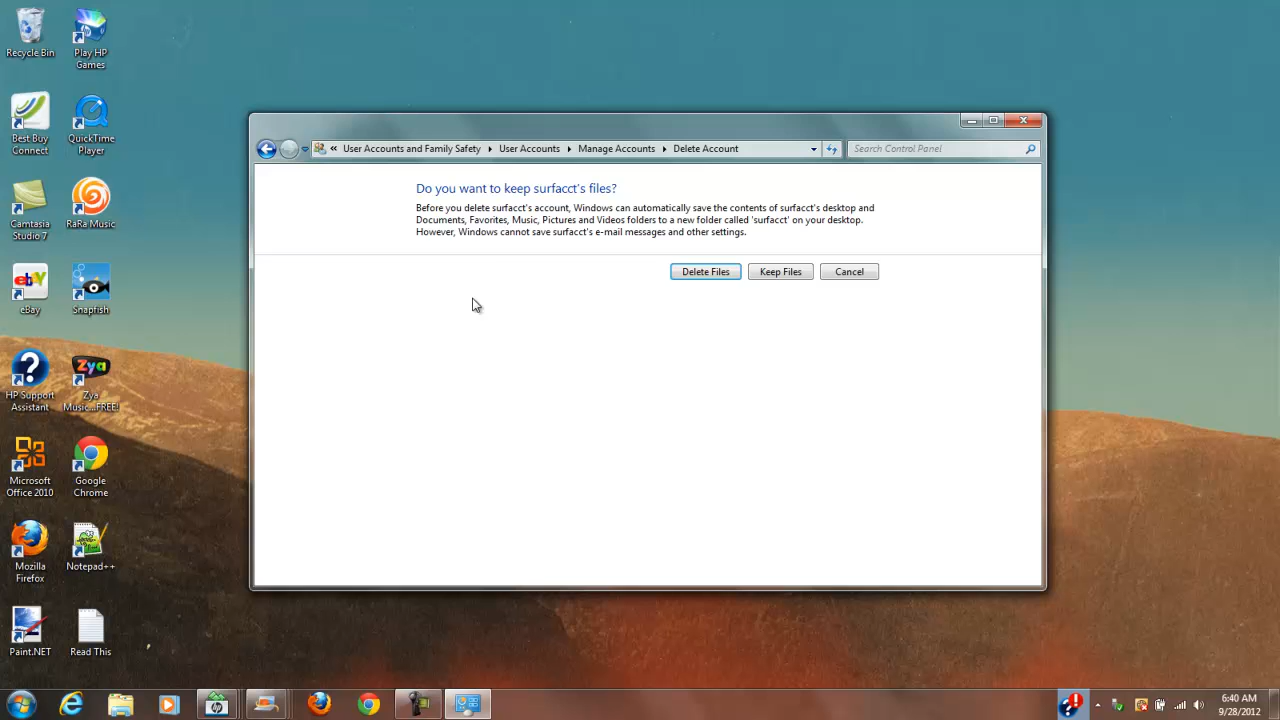 Recycle Bin
Play HP
Games
Best Buy
Connect
QuickTime
Player
Camtasia
Studio 7
RaRa Music
eBay
Snapfish
HP Support
Assistant
Zya
Music...FREE!
Microsoft
Office 2010
Google
Chrome
Mozilla
Firefox
Notepad++
Paint.NET
Read This
« User Accounts and Family Safety ▸ User Accounts ▸ Manage Accounts ▸ Delete Account
Search Control Panel
Do you want to keep surfacct's files?
Before you delete surfacct's account, Windows can automatically save the contents of surfacct's desktop and
Documents, Favorites, Music, Pictures and Videos folders to a new folder called 'surfacct' on your desktop.
However, Windows cannot save surfacct's e-mail messages and other settings.
Delete Files
Keep Files
Cancel
6:40 AM
9/28/2012